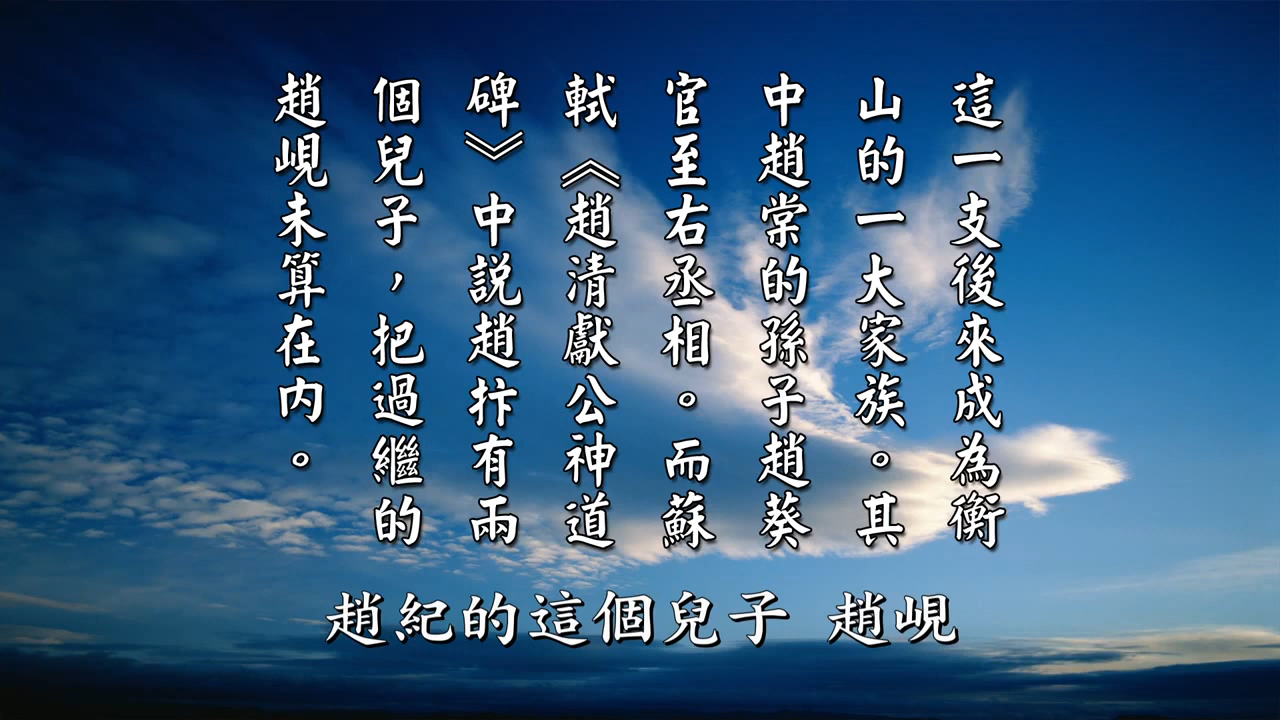 這一支後來成為衡
山的一大家族。其
中趙棠的孫子趙葵
官至右丞相。而蘇
軾《趙清獻公神道
碑》中説趙抃有兩
個兒子，把過繼的
趙峴未算在内。
趙紀的這個兒子 趙峴